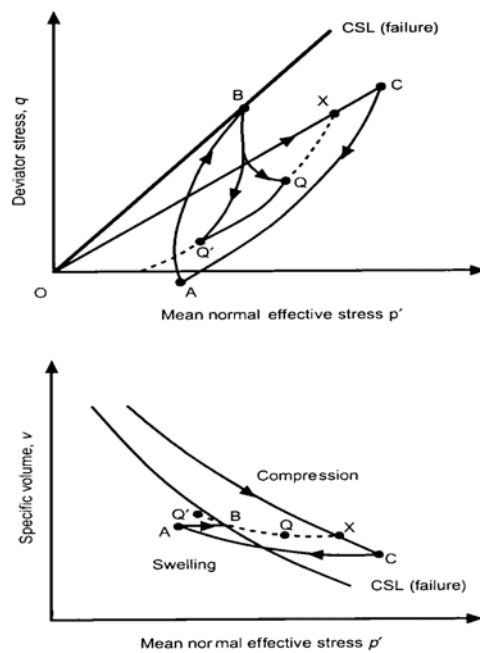 CSL (failure)
C
X
B
Deviator stress, q
Q
Q'
O
A
Mean normal effective stress p'
Specific volume, v
Compression
Q'
B
Q
X
A
C
Swelling
CSL (failure)
Mean normal effective stress p'